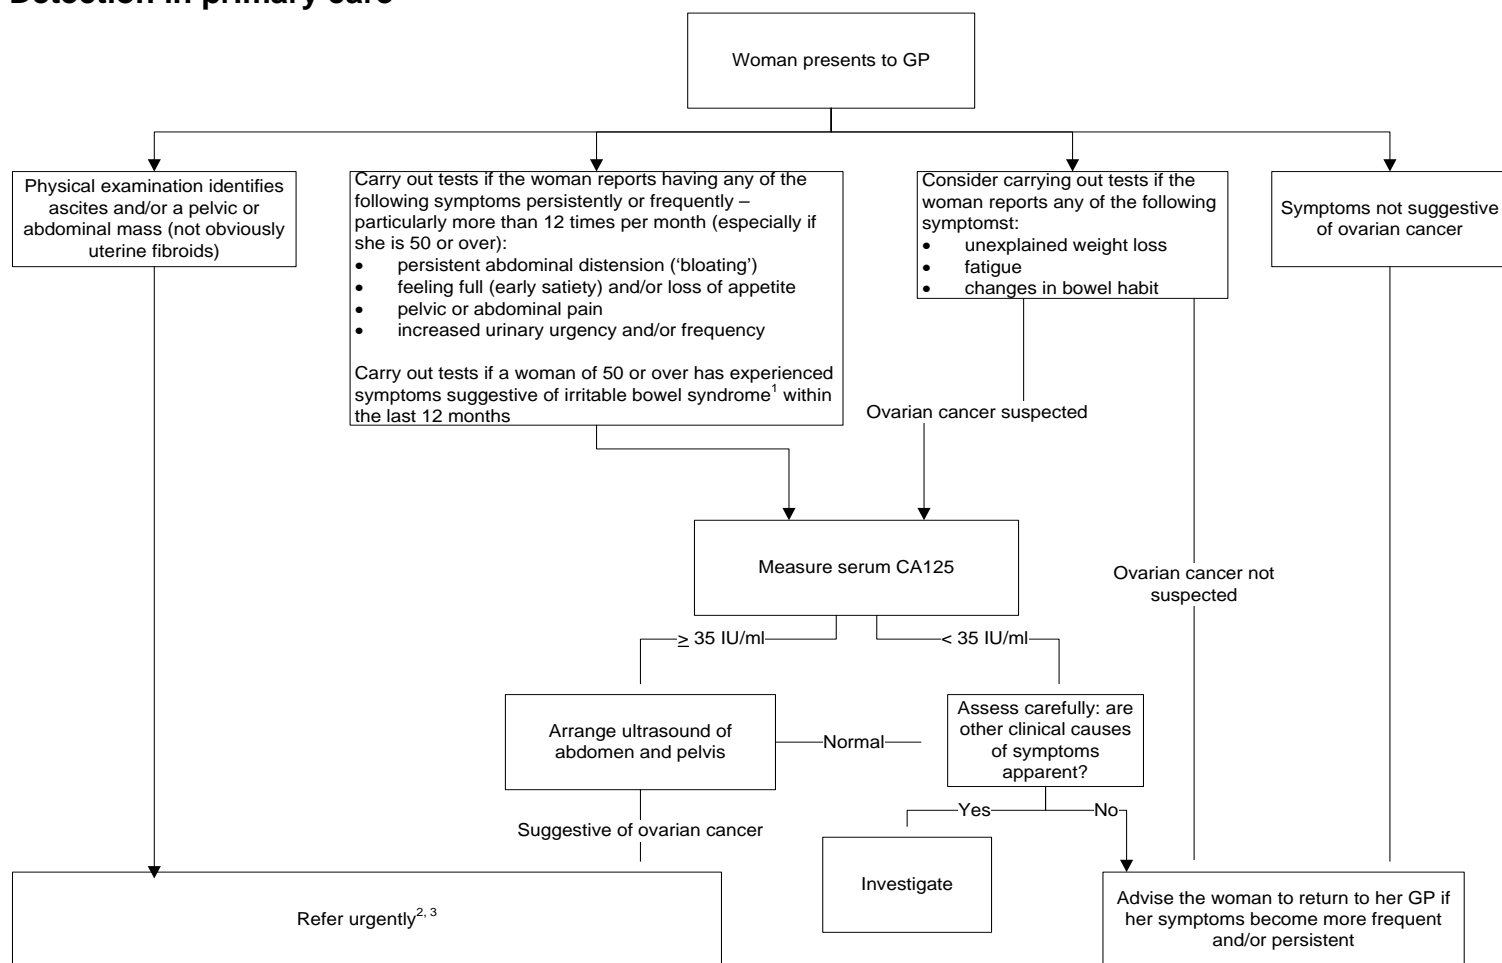 Detection in primary care
Woman presents to GP
Physical examination identifies
ascites and/or a pelvic or
abdominal mass (not obviously
uterine fibroids)
Carry out tests if the woman reports having any of the
following symptoms persistently or frequently –
particularly more than 12 times per month (especially if
she is 50 or over):
• persistent abdominal distension (‘bloating’)
• feeling full (early satiety) and/or loss of appetite
• pelvic or abdominal pain
• increased urinary urgency and/or frequency
Carry out tests if a woman of 50 or over has experienced
symptoms suggestive of irritable bowel syndrome1 within
the last 12 months
Consider carrying out tests if the
woman reports any of the following
symptomst:
• unexplained weight loss
• fatigue
• changes in bowel habit
Symptoms not suggestive
of ovarian cancer
Ovarian cancer suspected
Measure serum CA125
Ovarian cancer not
suspected
≥ 35 IU/ml
< 35 IU/ml
Arrange ultrasound of
abdomen and pelvis
Normal
Assess carefully: are
other clinical causes
of symptoms
apparent?
Yes
No
Suggestive of ovarian cancer
Refer urgently2, 3
Investigate
Advise the woman to return to her GP if
her symptoms become more frequent
and/or persistent